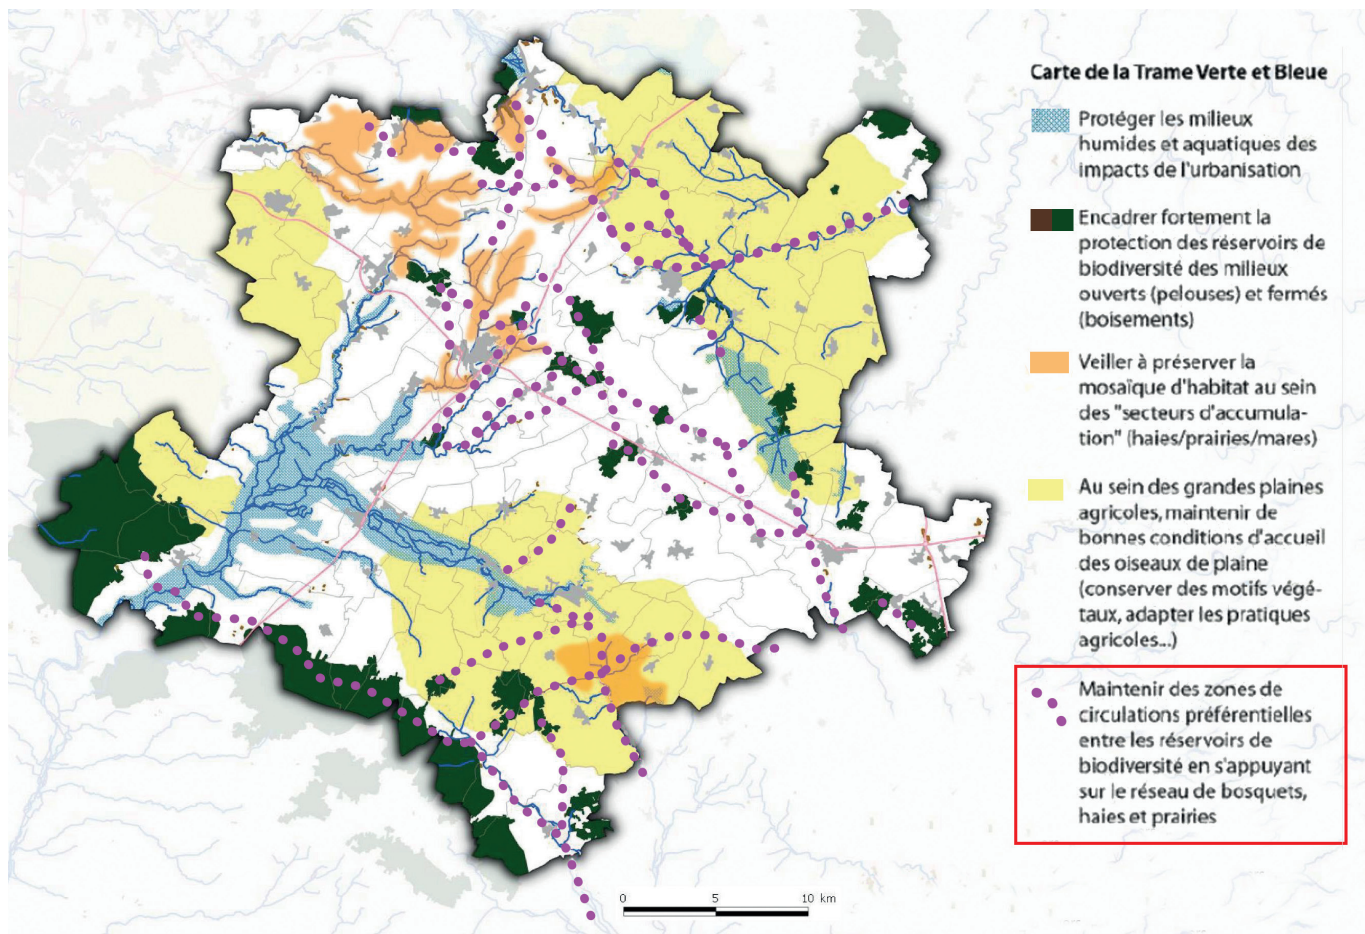 Carte de la Trame Verte et Bleue
Protéger les milieux
humides et aquatiques des
impacts de l'urbanisation
Encadrer fortement la
protection des réservoirs de
biodiversité des milieux
ouverts (pelouses) et fermés
(boisements)
Veiller à préserver la
mosaïque d'habitat au sein
des "secteurs d'accumula-
tion" (haies/prairies/mares)
Au sein des grandes plaines
agricoles, maintenir de
bonnes conditions d'accueil
des oiseaux de plaine
(conserver des motifs végé-
taux, adapter les pratiques
agricoles...)
Maintenir des zones de
circulations préférentielles
entre les réservoirs de
biodiversité en s'appuyant
sur le réseau de bosquets,
haies et prairies
0 5 10 km